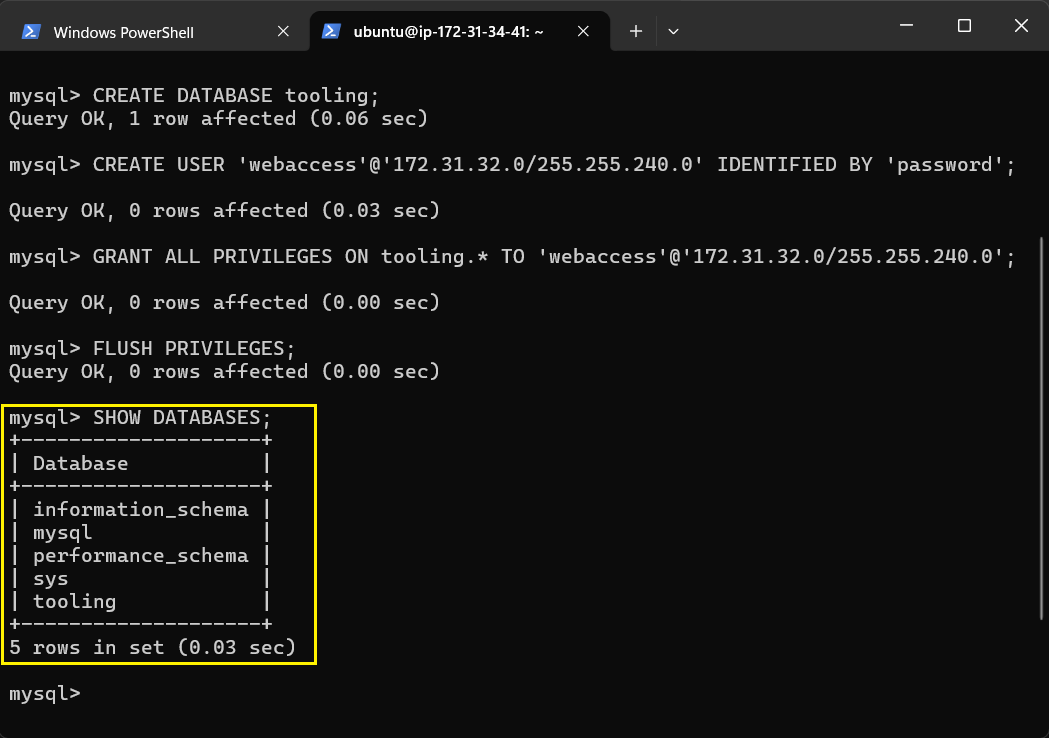 Windows PowerShell
ubuntu@ip-172-31-34-41: ~
mysql> CREATE DATABASE tooling;
Query OK, 1 row affected (0.06 sec)
mysql> CREATE USER 'webaccess'@'172.31.32.0/255.255.240.0' IDENTIFIED BY 'password';
Query OK, 0 rows affected (0.03 sec)
mysql> GRANT ALL PRIVILEGES ON tooling.* TO 'webaccess'@'172.31.32.0/255.255.240.0';
Query OK, 0 rows affected (0.00 sec)
mysql> FLUSH PRIVILEGES;
Query OK, 0 rows affected (0.00 sec)
mysql> SHOW DATABASES;
+--------------------+
| Database           |
+--------------------+
| information_schema |
| mysql              |
| performance_schema |
| sys                |
| tooling            |
+--------------------+
5 rows in set (0.03 sec)
mysql>